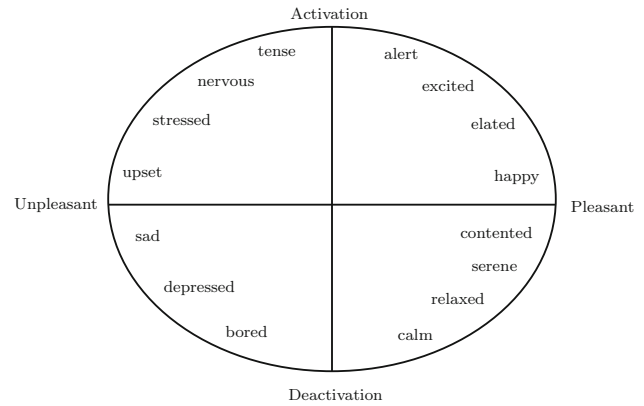 Activation
tense
alert
nervous
excited
stressed
elated
upset
happy
Unpleasant
Pleasant
sad
contented
serene
depressed
relaxed
bored
calm
Deactivation